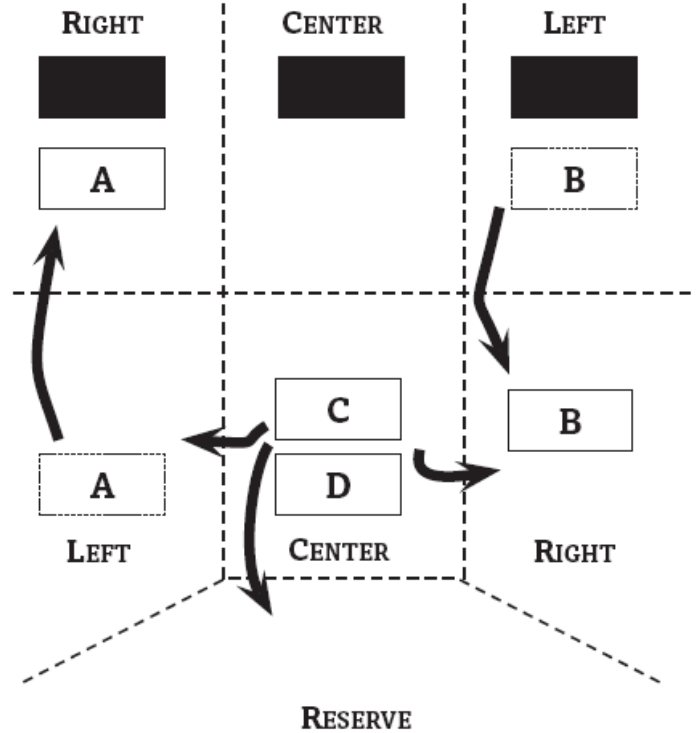 RIGHT CENTER LEFT
A B
C
B
A D
LEFT CENTER RIGHT
RESERVE